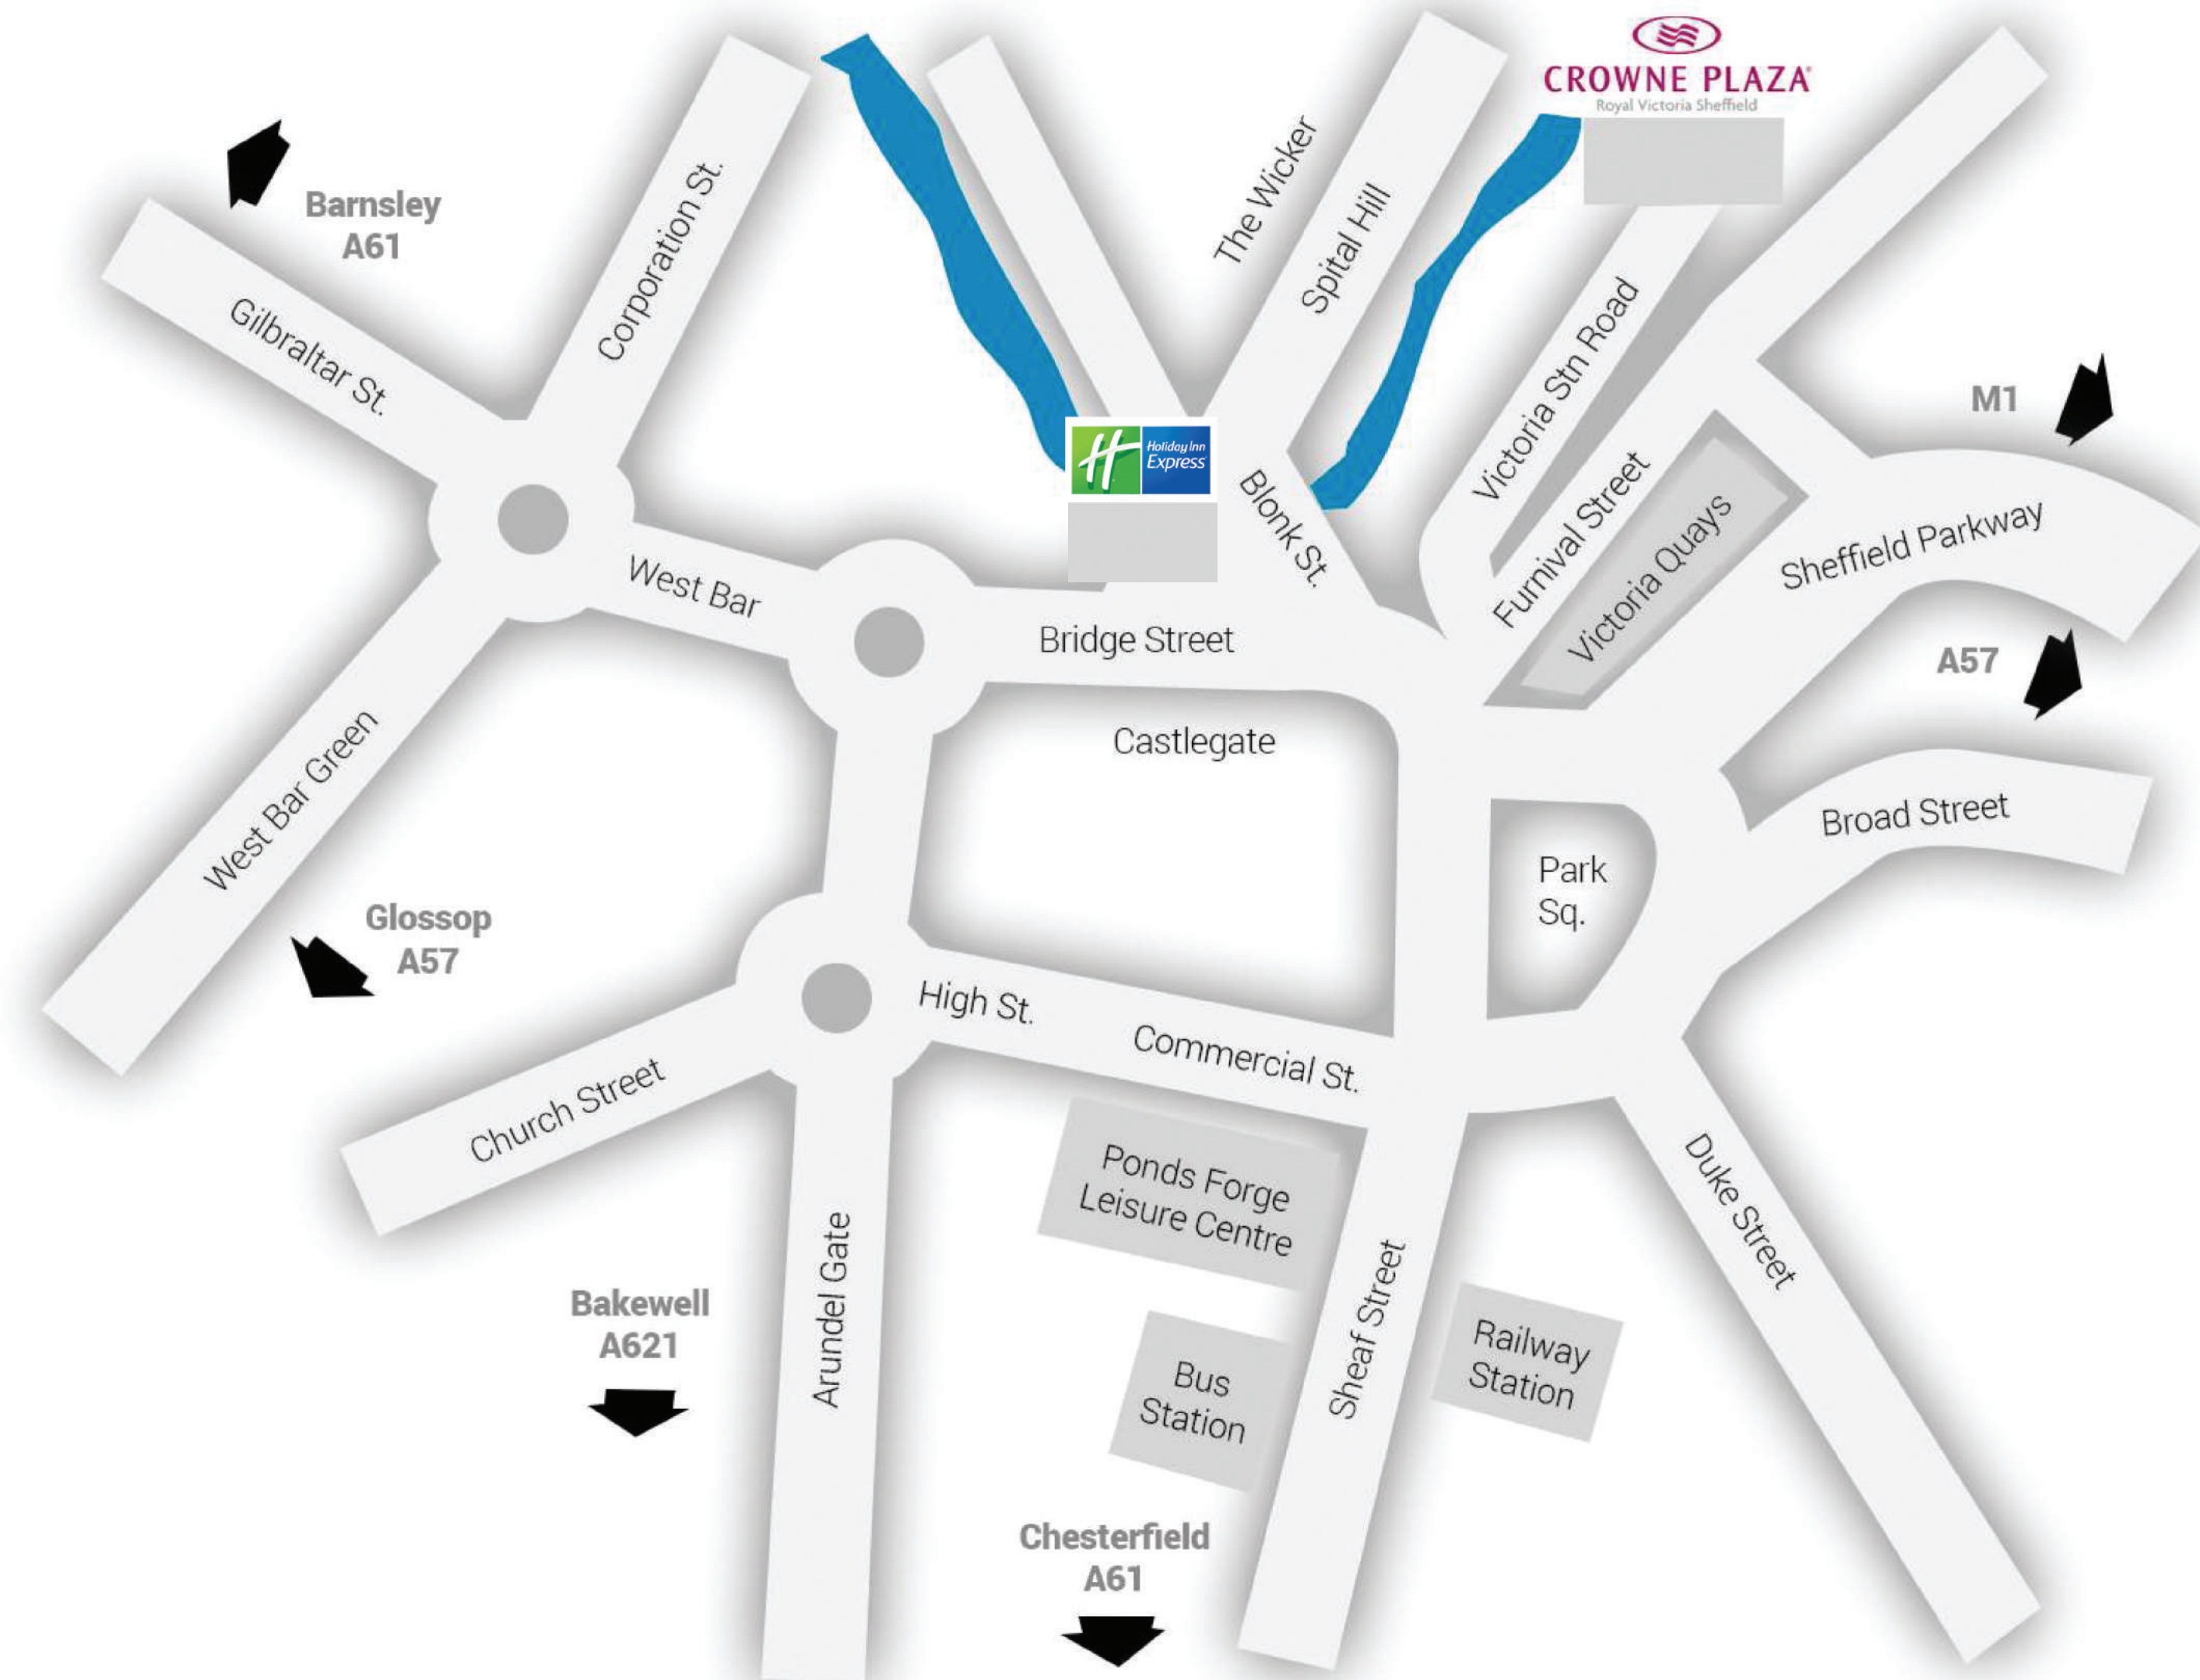 CROWNE PLAZA
Royal Victoria Sheffield
Barnsley
A61
Gilbraltar St.
Corporation St.
The Wicker
Spital Hill
Victoria Stn Road
M1
Holiday Inn
Express
Blonk St.
Furnival Street
Victoria Quays
Sheffield Parkway
West Bar
Bridge Street
A57
Castlegate
West Bar Green
Broad Street
Park
Sq.
Glossop
A57
High St.
Commercial St.
Church Street
Ponds Forge
Leisure Centre
Duke Street
Arundel Gate
Sheaf Street
Bakewell
A621
Railway
Station
Bus
Station
Chesterfield
A61